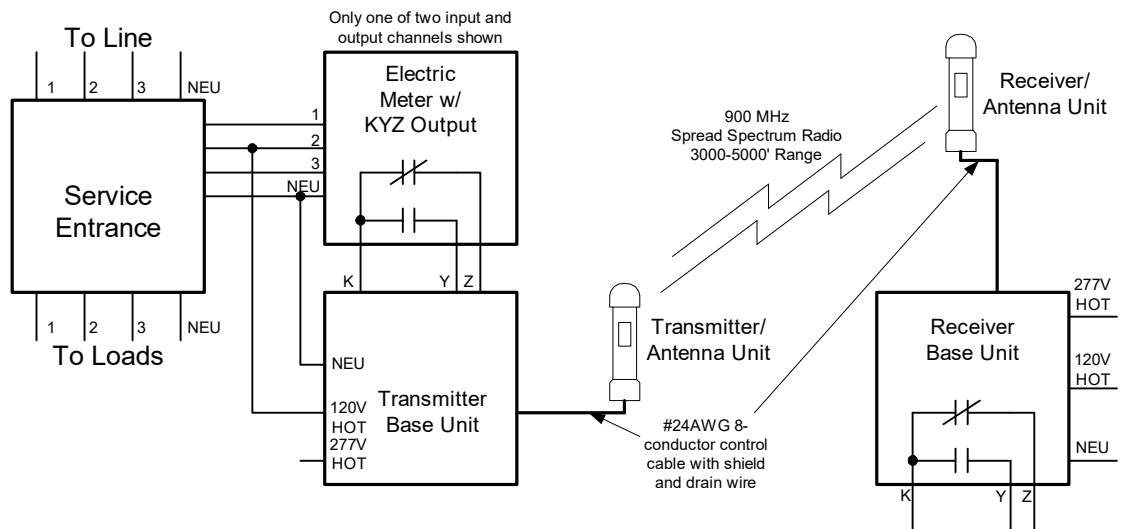 Only one of two input and
output channels shown
To Line
1
2
3
NEU
Service
Entrance
1
2
3
NEU
To Loads
1
2
3
NEU
Electric
Meter w/
KYZ Output
K
Y
Z
NEU
120V
HOT
277V
HOT
Transmitter
Base Unit
Transmitter/
Antenna Unit
900 MHz
Spread Spectrum Radio
3000-5000' Range
Receiver/
Antenna Unit
#24AWG 8-
conductor control
cable with shield
and drain wire
Receiver
Base Unit
277V
HOT
120V
HOT
NEU
K
Y
Z